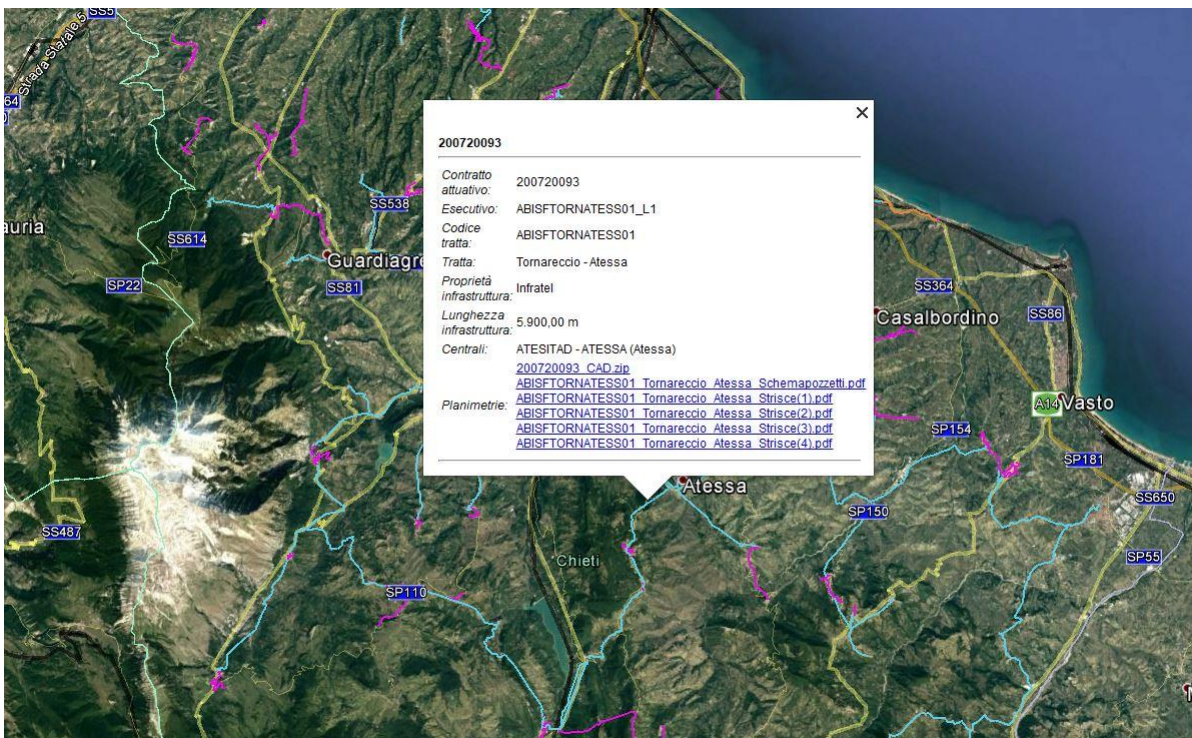 SS5
Strada Statale 5
64
SS538
auria
SS614
Guardiagre
SP22
SS81
SS364
Casalbordino
SS86
A14
Vasto
SP154
SP181
SS650
Atessa
SP150
SS487
Chieti
SP55
SP110
200720093
Contratto attuativo: 200720093
Esecutivo: ABISFTORNATESS01_L1
Codice tratta: ABISFTORNATESS01
Tratta: Tornareccio - Atessa
Proprietà infrastruttura: Infratel
Lunghezza infrastruttura: 5.900,00 m
Centrali: ATESITAD - ATESSA (Atessa)
Planimetrie:
200720093_CAD.zip
ABISFTORNATESS01_Tornareccio_Atessa_Schemapozzetti.pdf
ABISFTORNATESS01_Tornareccio_Atessa_Strisce(1).pdf
ABISFTORNATESS01_Tornareccio_Atessa_Strisce(2).pdf
ABISFTORNATESS01_Tornareccio_Atessa_Strisce(3).pdf
ABISFTORNATESS01_Tornareccio_Atessa_Strisce(4).pdf